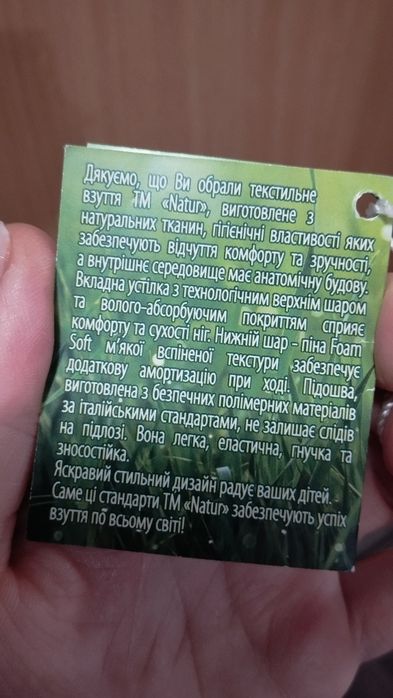 Дякуємо, що Ви обрали текстильне
взуття ТМ «Natur», виготовлене з
натуральних тканин, гігієнічні властивості яких
забезпечують відчуття комфорту та зручності,
а внутрішнє середовище має анатомічну будову.
Вкладна устілка з технологічним верхнім шаром
та волого-абсорбуючим покриттям сприяє
комфорту та сухості ніг. Нижній шар - піна Foam
Soft м'якої вспіненої текстури забезпечує
додаткову амортизацію при ході. Підошва,
виготовлена з безпечних полімерних матеріалів
за італійськими стандартами, не залишає слідів
на підлозі. Вона легка, еластична, гнучка та
зносостійка.
Яскравий стильний дизайн радує ваших дітей.
Саме ці стандарти ТМ «Natur» забезпечують успіх
взуття по всьому світі!